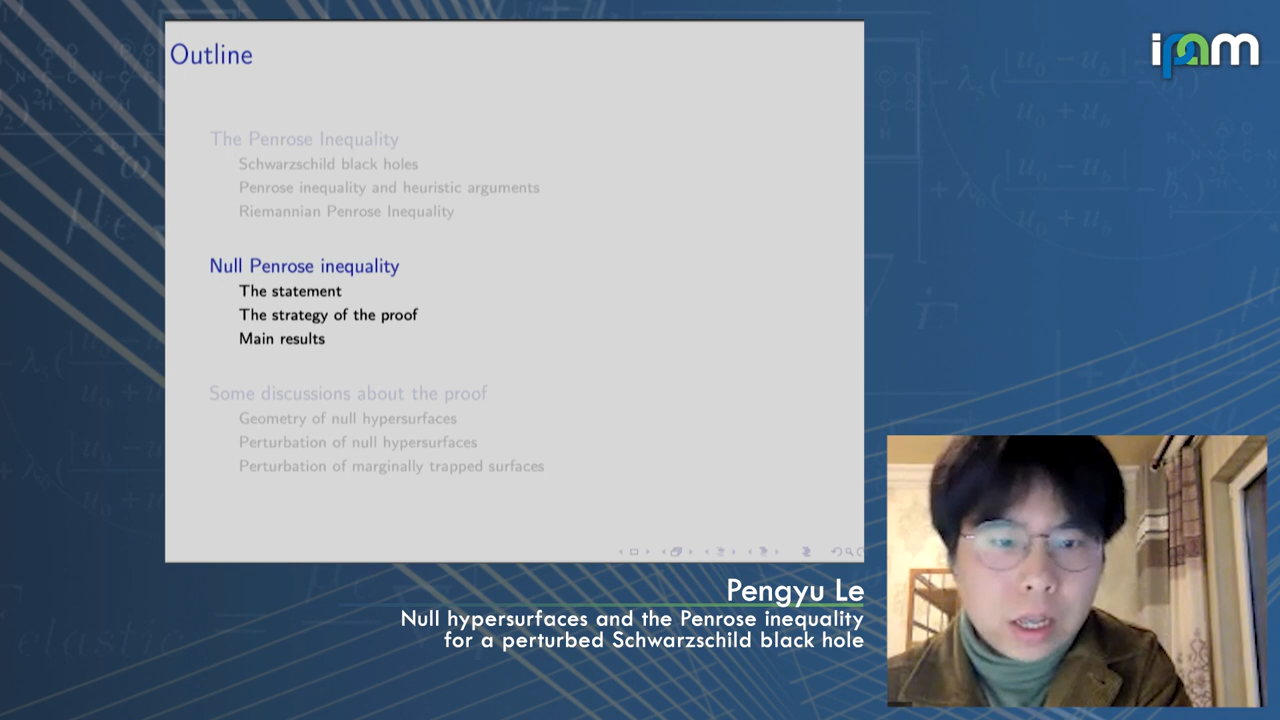 Outline
ipam
The Penrose Inequality
Schwarzschild black holes
Penrose inequality and heuristic arguments
Riemannian Penrose Inequality
Null Penrose inequality
The statement
The strategy of the proof
Main results
Some discussions about the proof
Geometry of null hypersurfaces
Perturbation of null hypersurfaces
Perturbation of marginally trapped surfaces
Pengyu Le
Null hypersurfaces and the Penrose inequality
for a perturbed Schwarzschild black hole
elastic